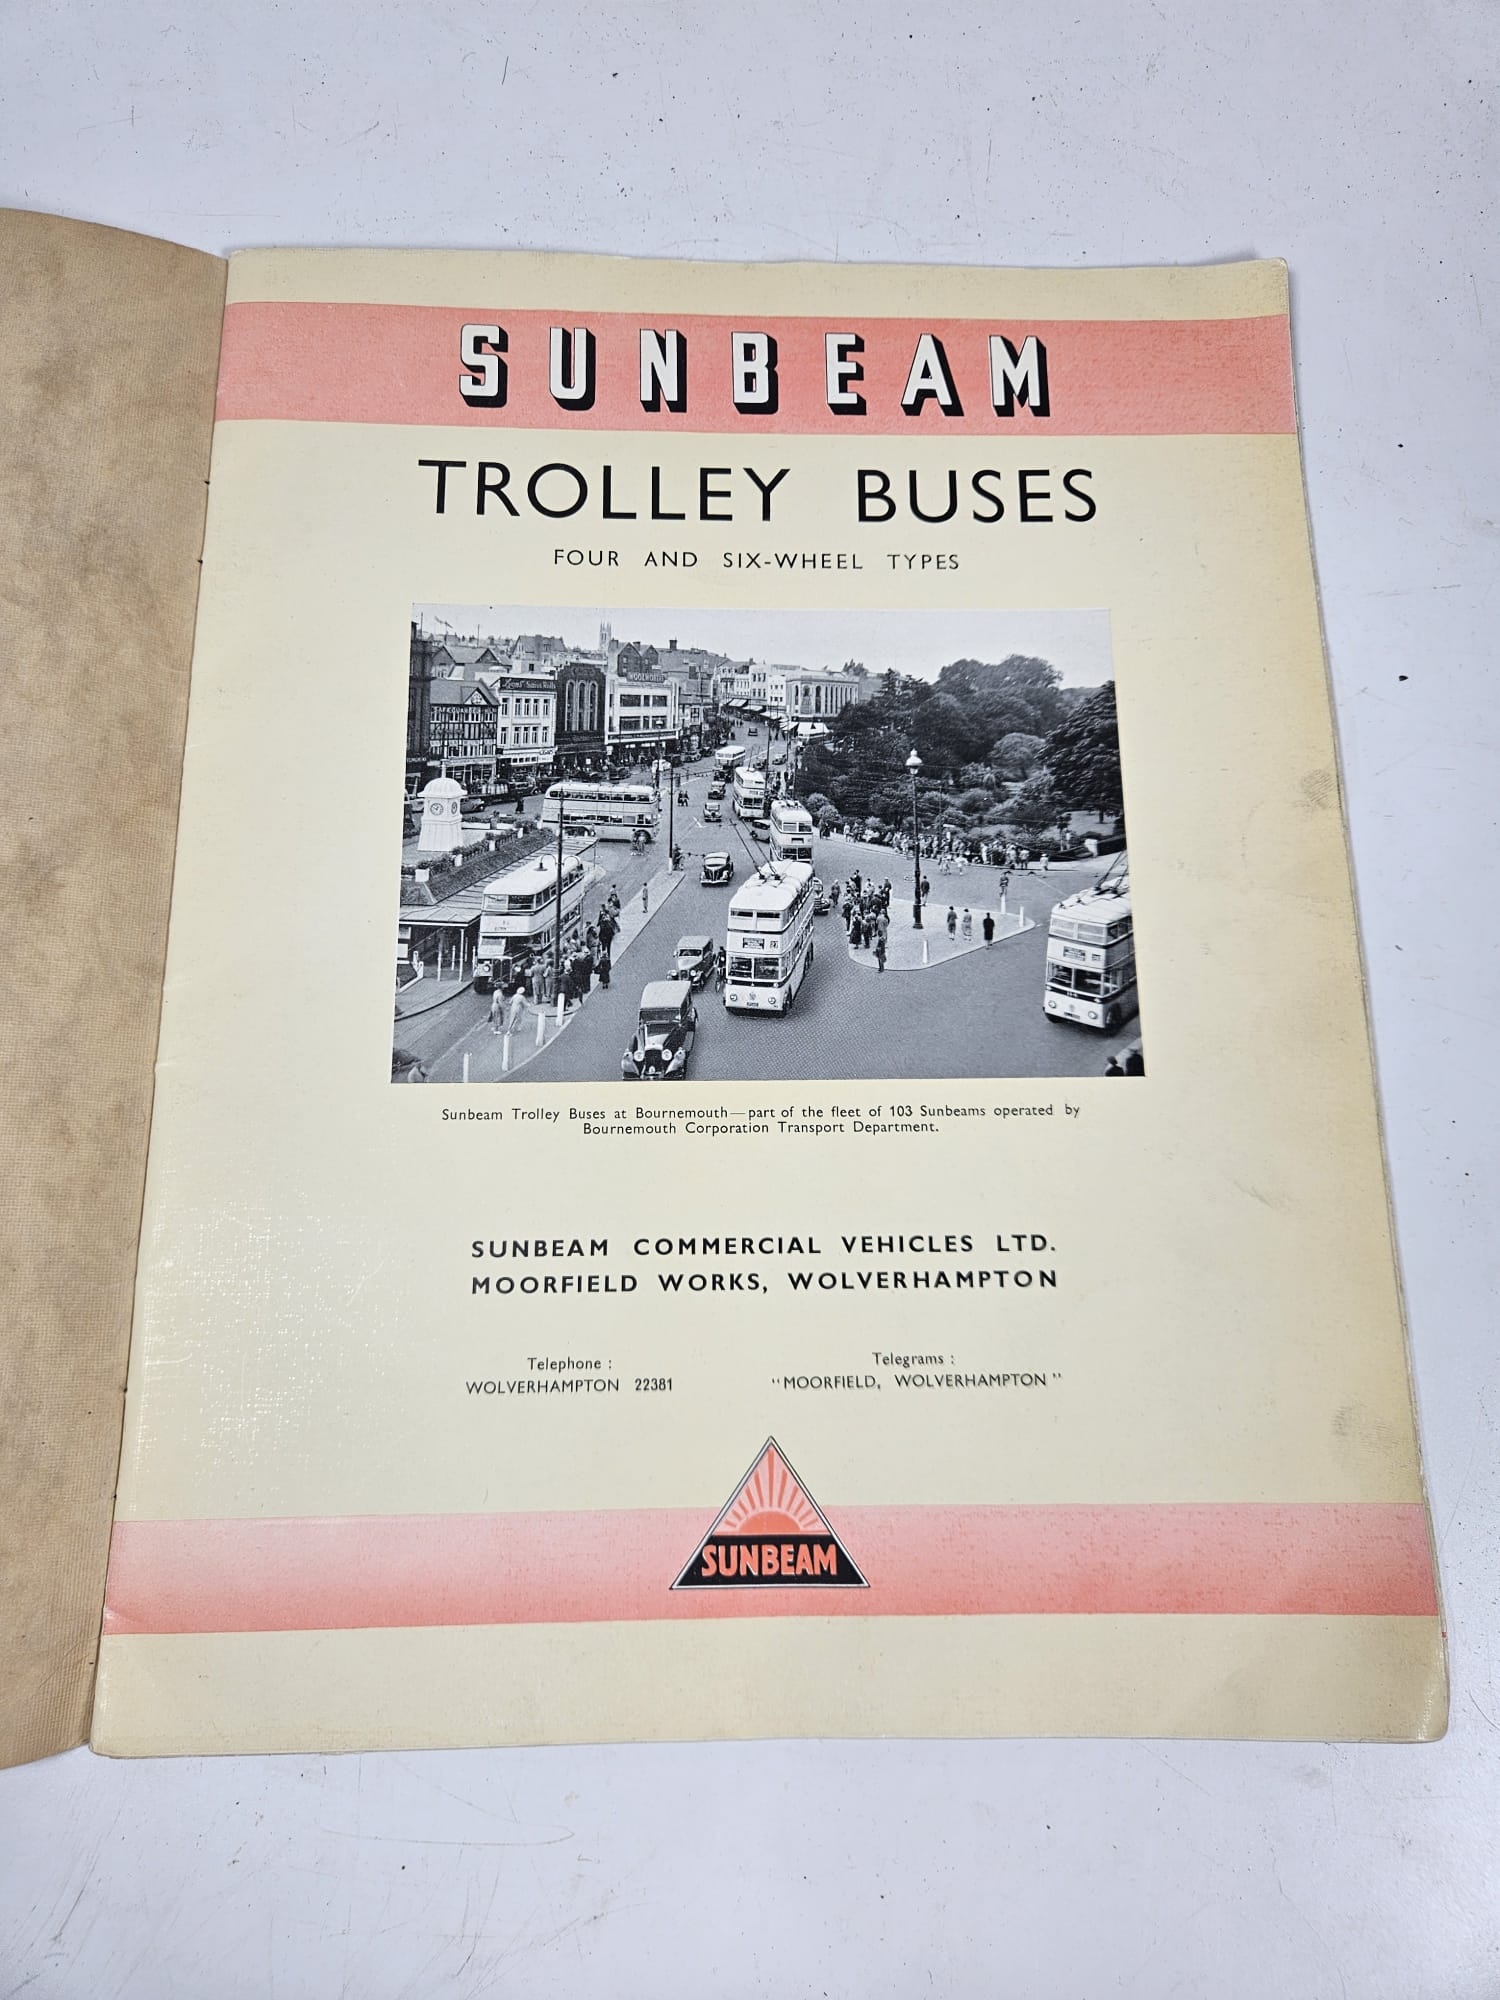 SUNBEAM
TROLLEY BUSES
FOUR AND SIX-WHEEL TYPES
WOOLWORTH
Sunbeam Trolley Buses at Bournemouth—part of the fleet of 103 Sunbeams operated by
Bournemouth Corporation Transport Department.
SUNBEAM COMMERCIAL VEHICLES LTD.
MOORFIELD WORKS, WOLVERHAMPTON
Telephone :
WOLVERHAMPTON 22381
Telegrams :
"MOORFIELD, WOLVERHAMPTON"
SUNBEAM